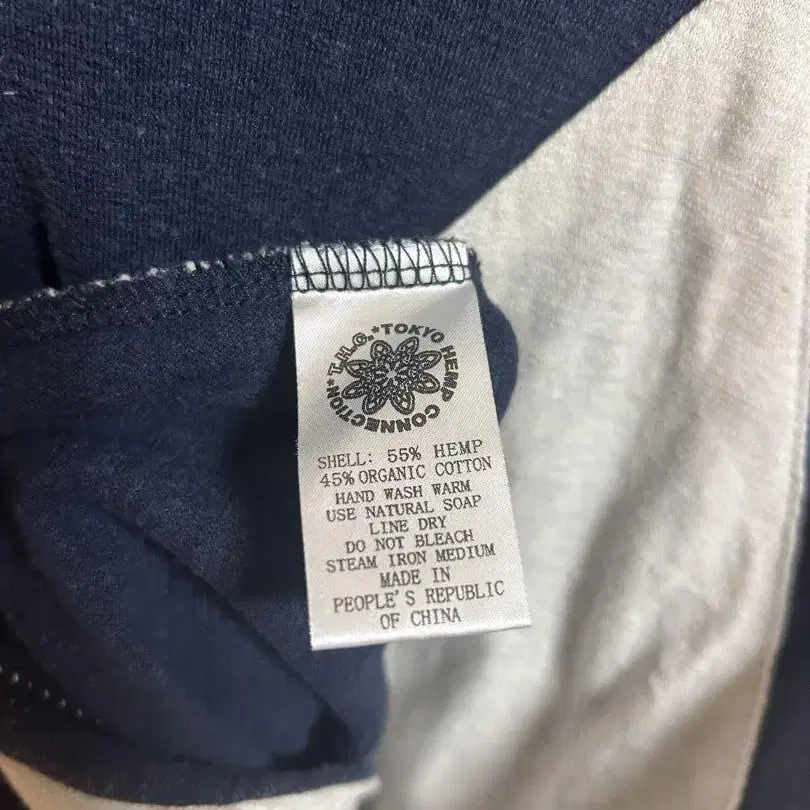 *T.H.C.*TOKYO HEMP CONNECTION
SHELL: 55% HEMP
45% ORGANIC COTTON
HAND WASH WARM
USE NATURAL SOAP
LINE DRY
DO NOT BLEACH
STEAM IRON MEDIUM
MADE IN
PEOPLE'S REPUBLIC
OF CHINA